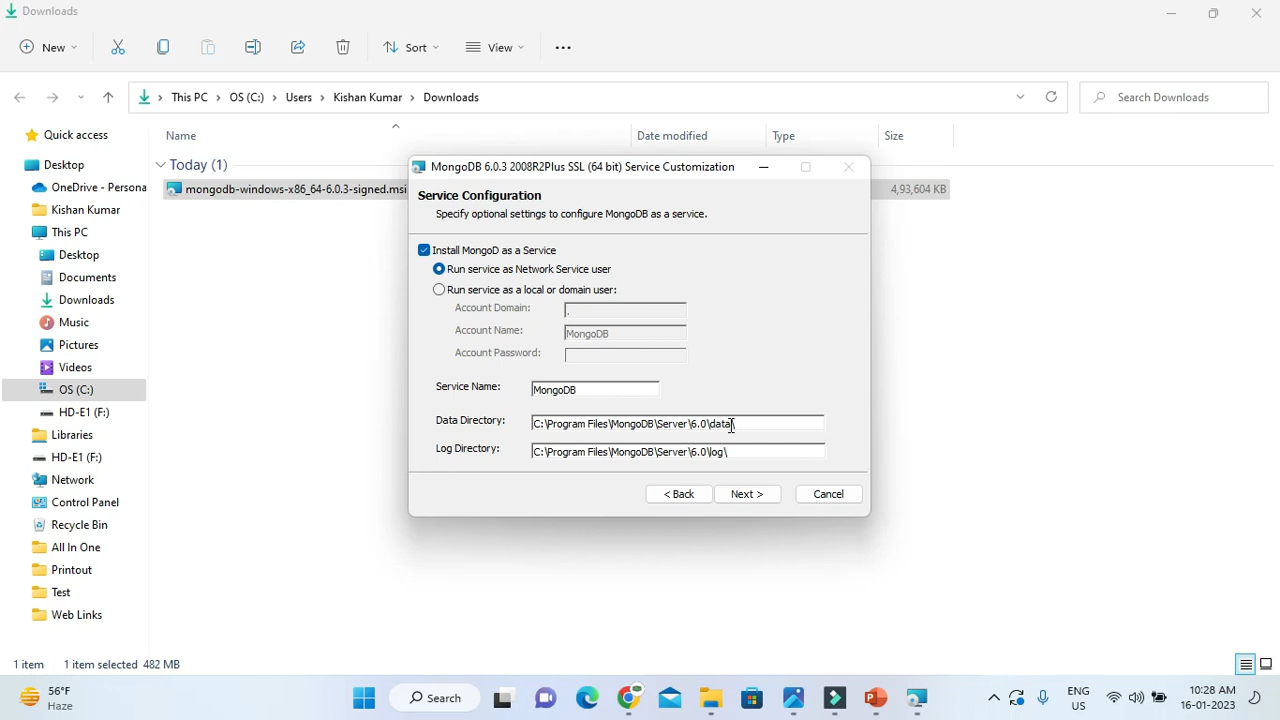 Downloads
New
Sort
View
This PC > OS (C:) > Users > Kishan Kumar > Downloads
Search Downloads
Quick access
Desktop
OneDrive - Persona
Kishan Kumar
This PC
Desktop
Documents
Downloads
Music
Pictures
Videos
OS (C:)
HD-E1 (F:)
Libraries
HD-E1 (F:)
Network
Control Panel
Recycle Bin
All In One
Printout
Test
Web Links
Name
Date modified
Type
Size
Today (1)
mongodb-windows-x86_64-6.0.3-signed.msi
4,93,604 KB
MongoDB 6.0.3 2008R2Plus SSL (64 bit) Service Customization
Service Configuration
Specify optional settings to configure MongoDB as a service.
Install MongoD as a Service
Run service as Network Service user
Run service as a local or domain user:
Account Domain: .
Account Name: MongoDB
Account Password:
Service Name: MongoDB
Data Directory: C:\Program Files\MongoDB\Server\6.0\data\
Log Directory: C:\Program Files\MongoDB\Server\6.0\log\
< Back
Next >
Cancel
1 item
1 item selected 482 MB
56°F
Haze
Search
ENG
US
10:28 AM
16-01-2023